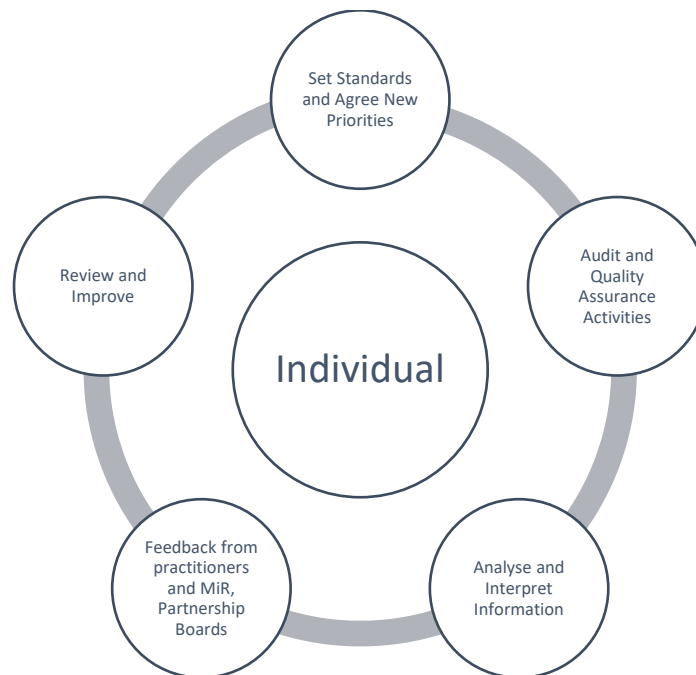 Set Standards
and Agree New
Priorities
Audit and
Quality
Assurance
Activities
Analyse and
Interpret
Information
Feedback from
practitioners
and MiR,
Partnership
Boards
Review and
Improve
Individual